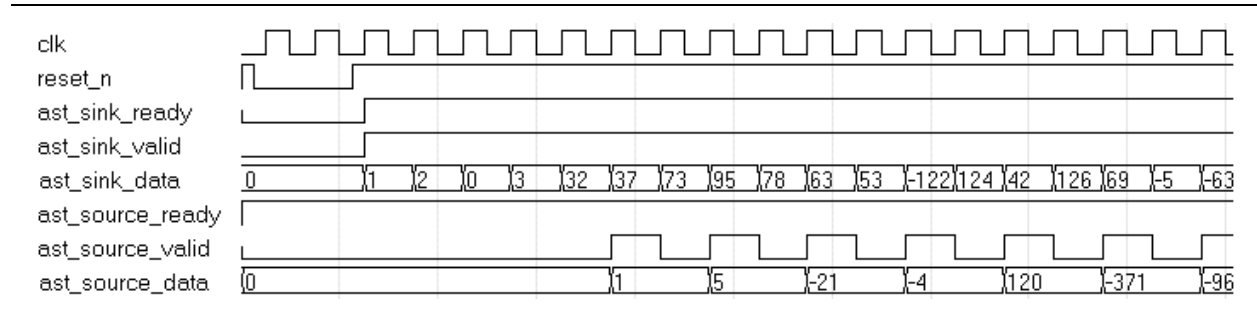 clk
reset_n
ast_sink_ready
ast_sink_valid
ast_sink_data 0 1 2 0 3 32 37 73 95 78 63 53 -122 124 42 126 69 -5 -63
ast_source_ready
ast_source_valid
ast_source_data 0 1 5 -21 -4 120 -371 -96